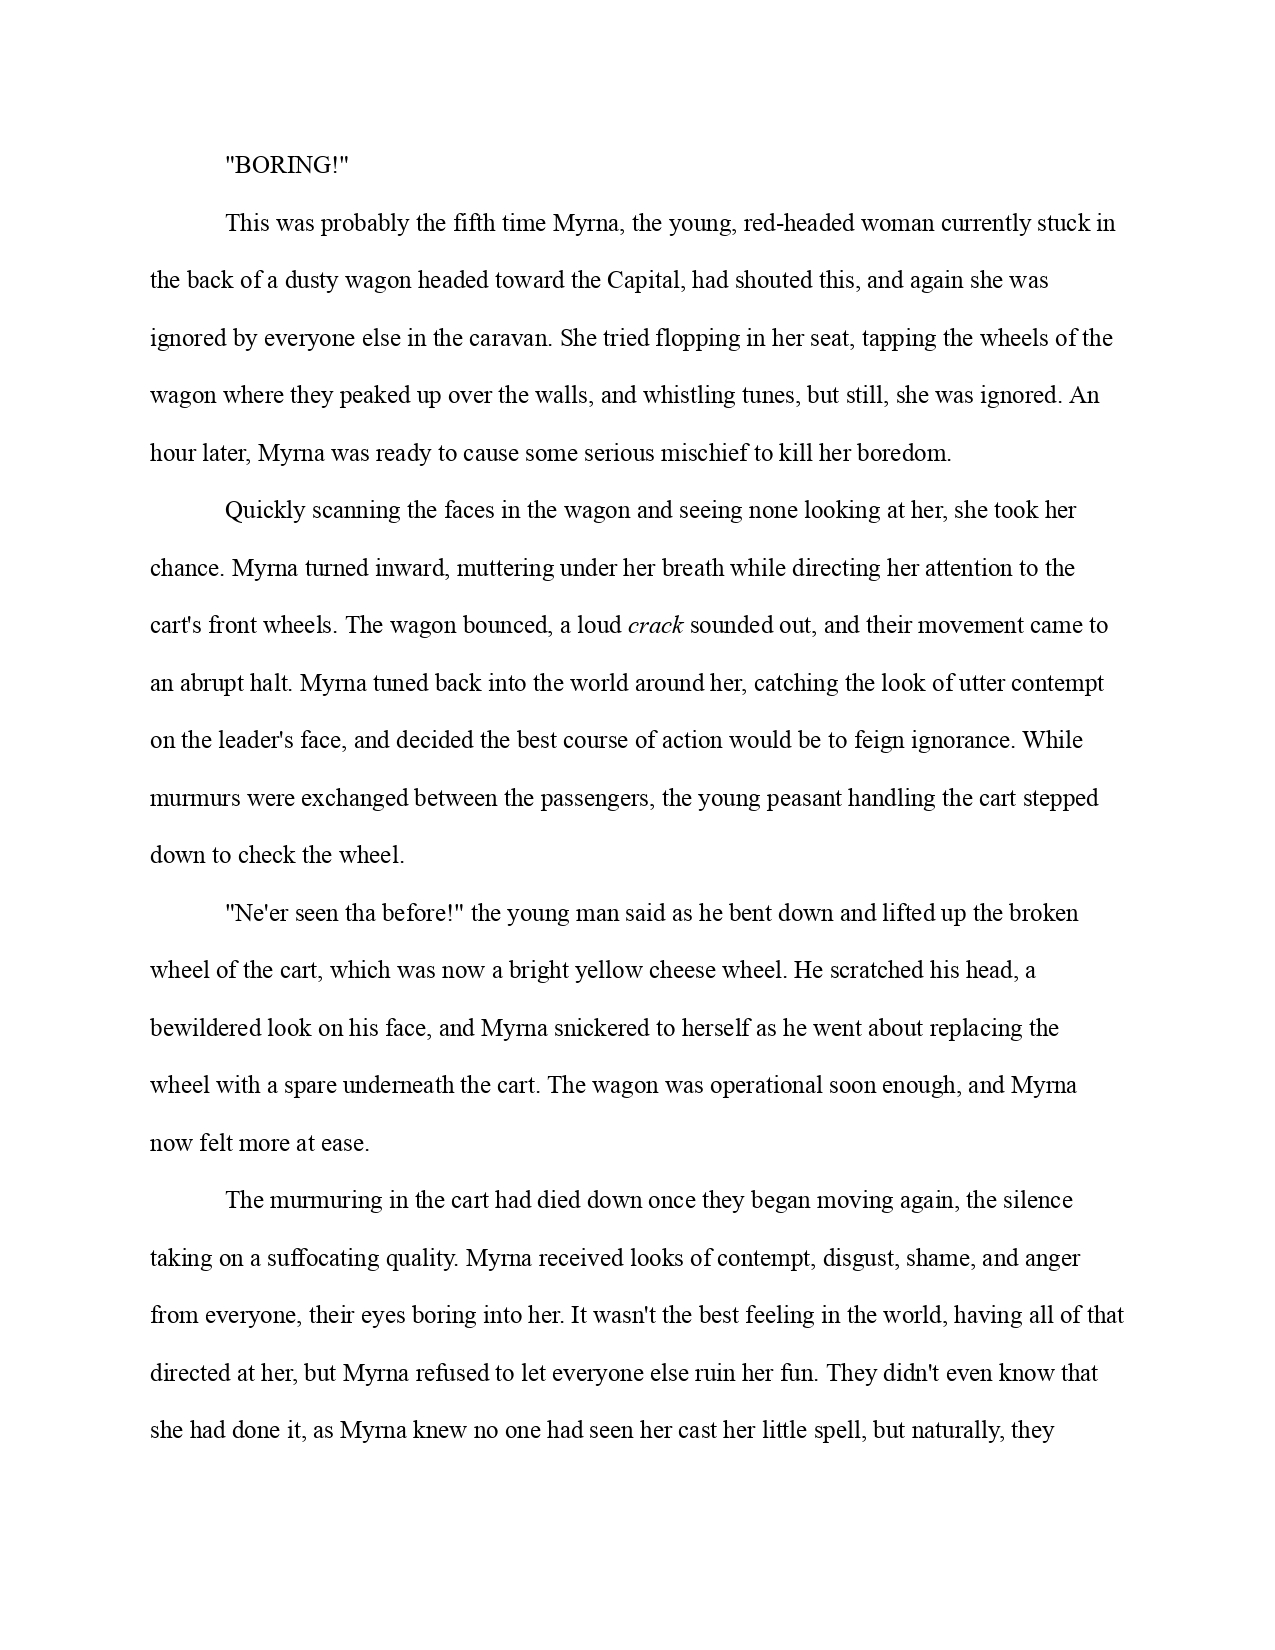 "BORING!"
This was probably the fifth time Myrna, the young, red-headed woman currently stuck in
the back of a dusty wagon headed toward the Capital, had shouted this, and again she was
ignored by everyone else in the caravan. She tried flopping in her seat, tapping the wheels of the
wagon where they peaked up over the walls, and whistling tunes, but still, she was ignored. An
hour later, Myrna was ready to cause some serious mischief to kill her boredom.
Quickly scanning the faces in the wagon and seeing none looking at her, she took her
chance. Myrna turned inward, muttering under her breath while directing her attention to the
cart's front wheels. The wagon bounced, a loud crack sounded out, and their movement came to
an abrupt halt. Myrna tuned back into the world around her, catching the look of utter contempt
on the leader's face, and decided the best course of action would be to feign ignorance. While
murmurs were exchanged between the passengers, the young peasant handling the cart stepped
down to check the wheel.
"Ne'er seen tha before!" the young man said as he bent down and lifted up the broken
wheel of the cart, which was now a bright yellow cheese wheel. He scratched his head, a
bewildered look on his face, and Myrna snickered to herself as he went about replacing the
wheel with a spare underneath the cart. The wagon was operational soon enough, and Myrna
now felt more at ease.
The murmuring in the cart had died down once they began moving again, the silence
taking on a suffocating quality. Myrna received looks of contempt, disgust, shame, and anger
from everyone, their eyes boring into her. It wasn't the best feeling in the world, having all of that
directed at her, but Myrna refused to let everyone else ruin her fun. They didn't even know that
she had done it, as Myrna knew no one had seen her cast her little spell, but naturally, they